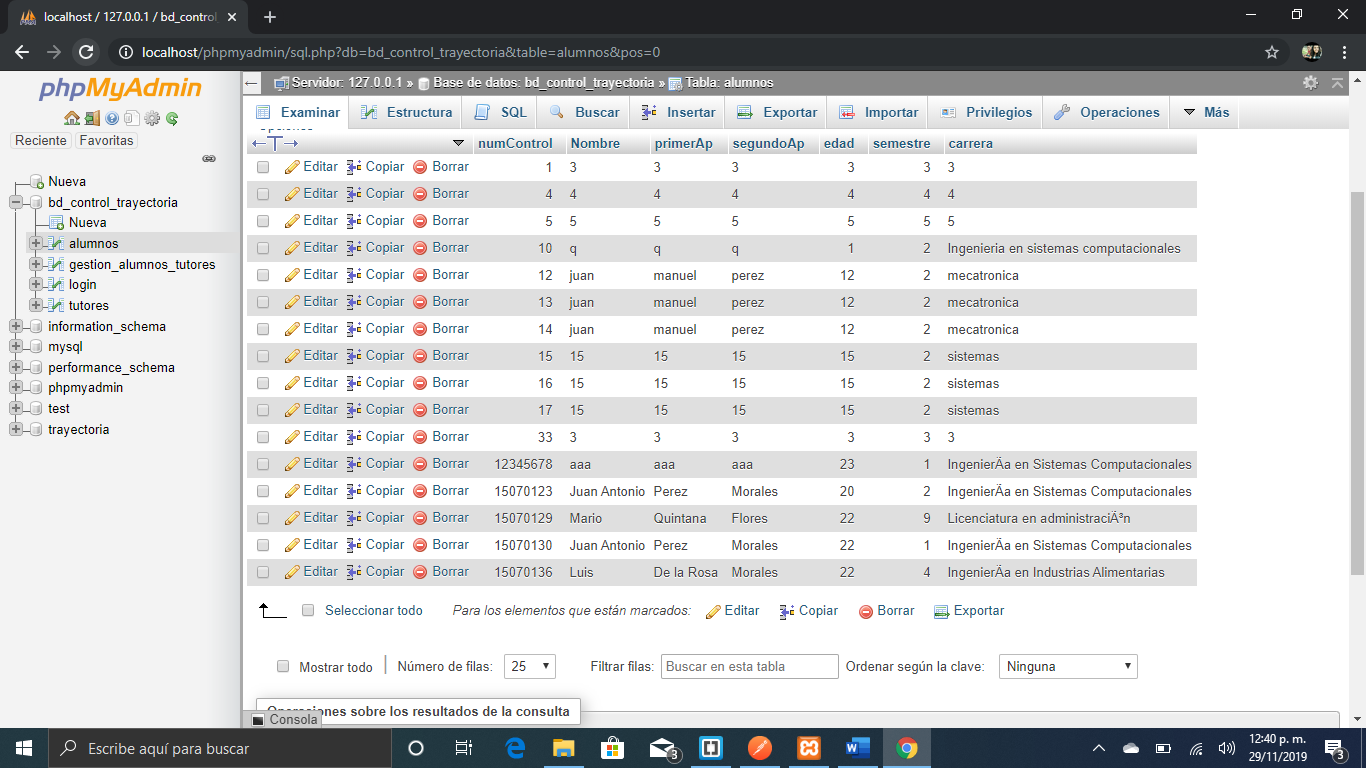 localhost / 127.0.0.1 / bd_contro
localhost/phpmyadmin/sql.php?db=bd_control_trayectoria&table=alumnos&pos=0
phpMyAdmin
Reciente Favoritas
Nueva
bd_control_trayectoria
Nueva
alumnos
gestion_alumnos_tutores
login
tutores
information_schema
mysql
performance_schema
phpmyadmin
test
trayectoria
Servidor: 127.0.0.1 » Base de datos: bd_control_trayectoria » Tabla: alumnos
Examinar Estructura SQL Buscar Insertar Exportar Importar Privilegios Operaciones Más
Opciones
←T→ numControl Nombre primerAp segundoAp edad semestre carrera
Editar Copiar Borrar 1 3 3 3 3 3 3
Editar Copiar Borrar 4 4 4 4 4 4 4
Editar Copiar Borrar 5 5 5 5 5 5 5
Editar Copiar Borrar 10 q q q 1 2 Ingenieria en sistemas computacionales
Editar Copiar Borrar 12 juan manuel perez 12 2 mecatronica
Editar Copiar Borrar 13 juan manuel perez 12 2 mecatronica
Editar Copiar Borrar 14 juan manuel perez 12 2 mecatronica
Editar Copiar Borrar 15 15 15 15 15 2 sistemas
Editar Copiar Borrar 16 15 15 15 15 2 sistemas
Editar Copiar Borrar 17 15 15 15 15 2 sistemas
Editar Copiar Borrar 33 3 3 3 3 3 3
Editar Copiar Borrar 12345678 aaa aaa aaa 23 1 IngenierÃa en Sistemas Computacionales
Editar Copiar Borrar 15070123 Juan Antonio Perez Morales 20 2 IngenierÃa en Sistemas Computacionales
Editar Copiar Borrar 15070129 Mario Quintana Flores 22 9 Licenciatura en administraciÃ³n
Editar Copiar Borrar 15070130 Juan Antonio Perez Morales 22 1 IngenierÃa en Sistemas Computacionales
Editar Copiar Borrar 15070136 Luis De la Rosa Morales 22 4 IngenierÃa en Industrias Alimentarias
Seleccionar todo Para los elementos que están marcados: Editar Copiar Borrar Exportar
Mostrar todo Número de filas: 25 Filtrar filas: Buscar en esta tabla Ordenar según la clave: Ninguna
Operaciones sobre los resultados de la consulta
Consola
Escribe aquí para buscar
3
12:40 p. m.
29/11/2019
3